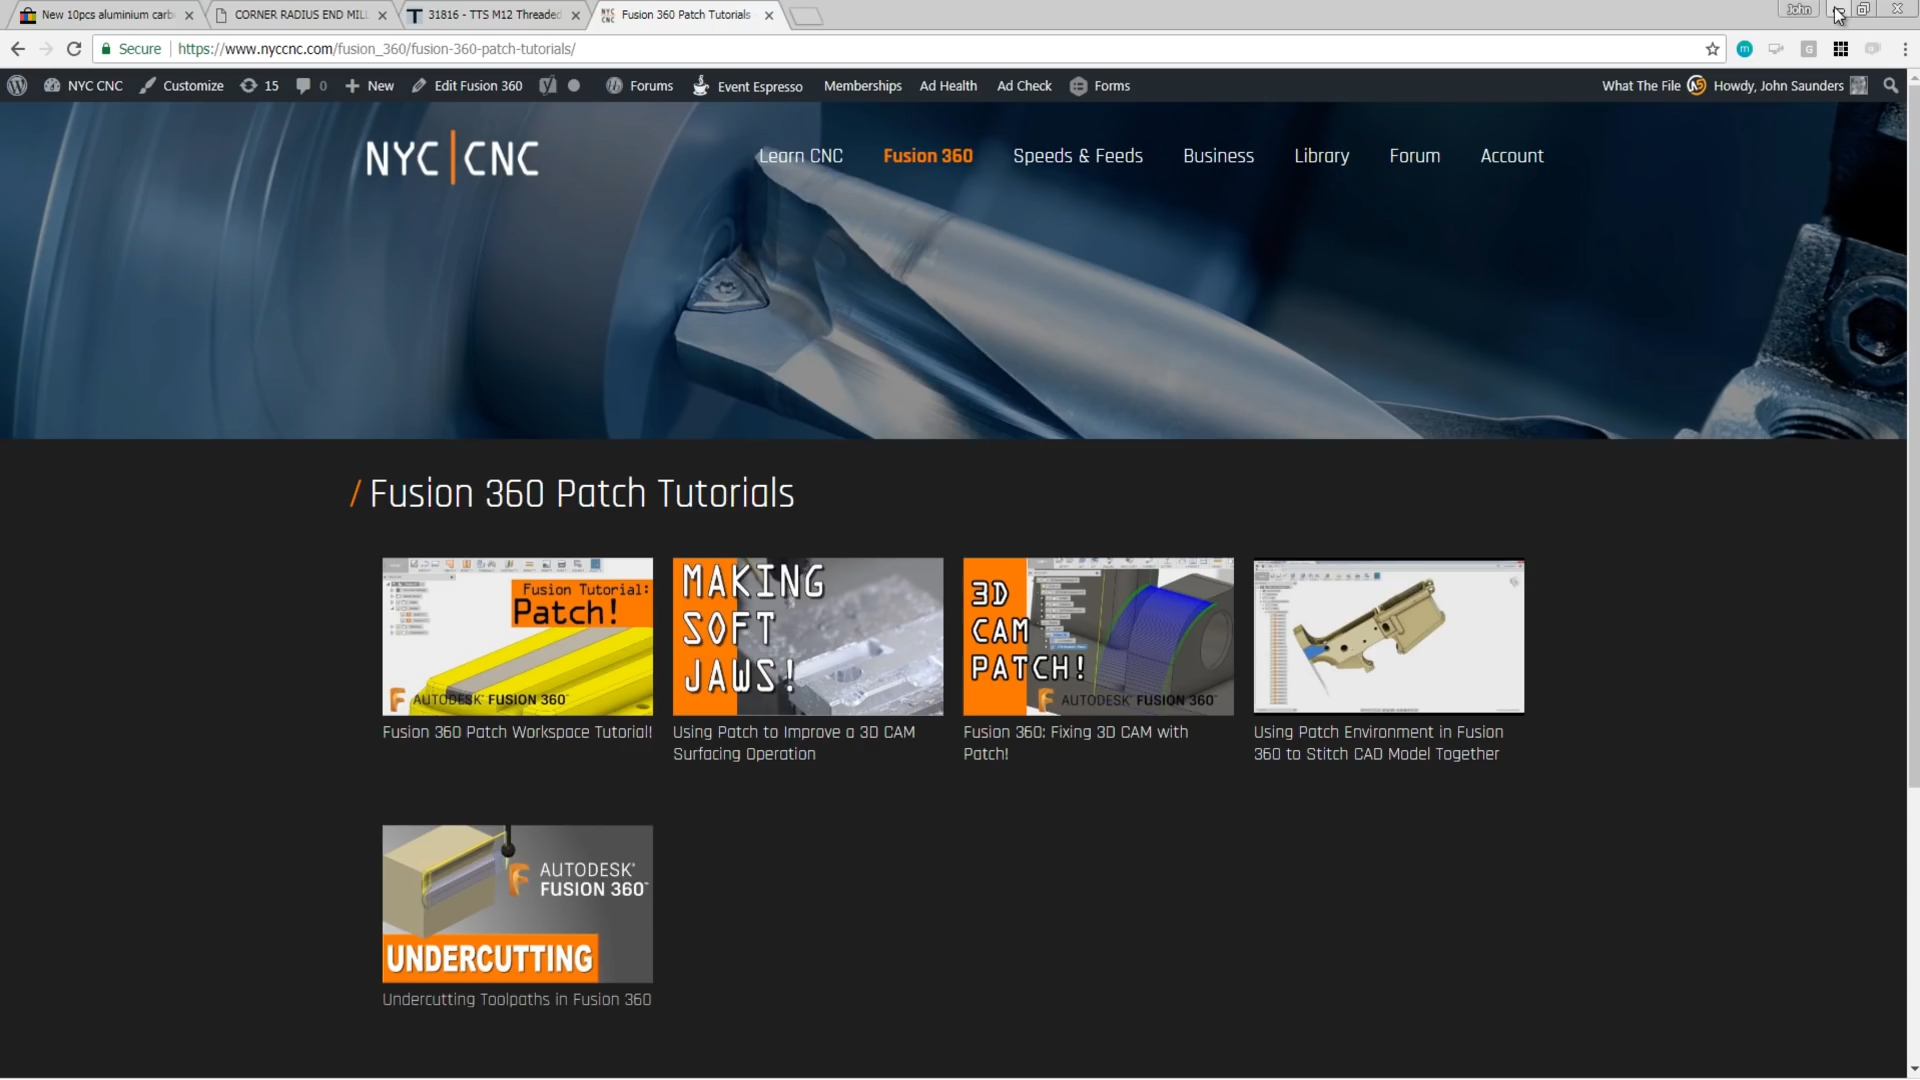 New 10pcs aluminium carb
CORNER RADIUS END MILL
31816 - TTS M12 Threaded
Fusion 360 Patch Tutorials
John
Secure
https://www.nyccnc.com/fusion_360/fusion-360-patch-tutorials/
NYC CNC
Customize
15
0
New
Edit Fusion 360
Forums
Event Espresso
Memberships
Ad Health
Ad Check
Forms
What The File
Howdy, John Saunders
NYC|CNC
Learn CNC
Fusion 360
Speeds & Feeds
Business
Library
Forum
Account
/ Fusion 360 Patch Tutorials
Fusion Tutorial:
Patch!
AUTODESK® FUSION 360™
MAKING
SOFT
JAWS!
3D
CAM
PATCH!
AUTODESK® FUSION 360™
Fusion 360 Patch Workspace Tutorial!
Using Patch to Improve a 3D CAM
Surfacing Operation
Fusion 360: Fixing 3D CAM with
Patch!
Using Patch Environment in Fusion
360 to Stitch CAD Model Together
AUTODESK®
FUSION 360™
UNDERCUTTING
Undercutting Toolpaths in Fusion 360